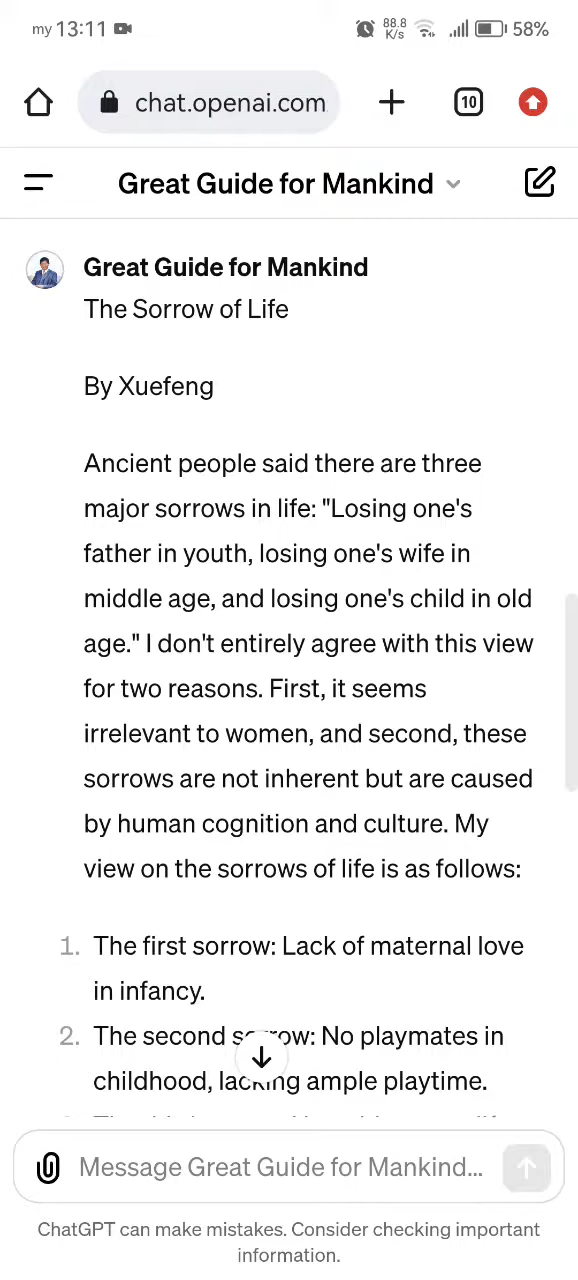 my 13:11
88.8 K/s
58%
chat.openai.com
10
Great Guide for Mankind
Great Guide for Mankind
The Sorrow of Life
By Xuefeng
Ancient people said there are three
major sorrows in life: "Losing one's
father in youth, losing one's wife in
middle age, and losing one's child in old
age." I don't entirely agree with this view
for two reasons. First, it seems
irrelevant to women, and second, these
sorrows are not inherent but are caused
by human cognition and culture. My
view on the sorrows of life is as follows:
1. The first sorrow: Lack of maternal love
in infancy.
2. The second sorrow: No playmates in
childhood, lacking ample playtime.
Message Great Guide for Mankind...
ChatGPT can make mistakes. Consider checking important
information.